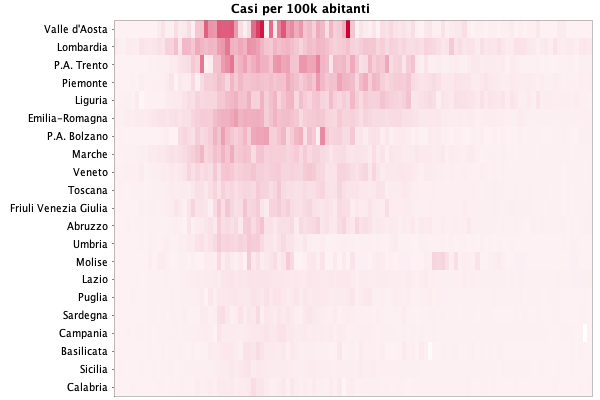 Casi per 100k abitanti
Valle d'Aosta
Lombardia
P.A. Trento
Piemonte
Liguria
Emilia-Romagna
P.A. Bolzano
Marche
Veneto
Toscana
Friuli Venezia Giulia
Abruzzo
Umbria
Molise
Lazio
Puglia
Sardegna
Campania
Basilicata
Sicilia
Calabria